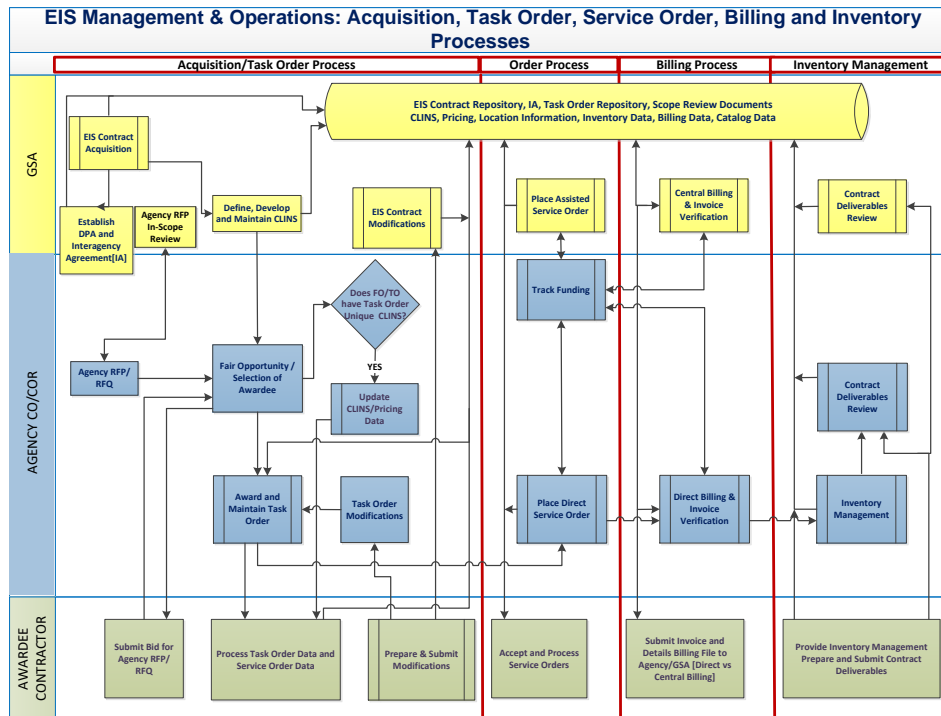 EIS Management & Operations: Acquisition, Task Order, Service Order, Billing and Inventory
Processes
Acquisition/Task Order Process
Order Process
Billing Process
Inventory Management
GSA
EIS Contract Repository, IA, Task Order Repository, Scope Review Documents
CLINS, Pricing, Location Information, Inventory Data, Billing Data, Catalog Data
EIS Contract
Acquisition
Establish
DPA and
Interagency
Agreement[IA]
Agency RFP
In-Scope
Review
Define, Develop
and Maintain CLINS
EIS Contract
Modifications
Place Assisted
Service Order
Central Billing
& Invoice
Verification
Contract
Deliverables
Review
AGENCY CO/COR
Does FO/TO
have Task Order
Unique CLINS?
YES
Track Funding
Agency RFP/
RFQ
Fair Opportunity /
Selection of
Awardee
Update
CLINS/Pricing
Data
Contract
Deliverables
Review
Award and
Maintain Task
Order
Task Order
Modifications
Place Direct
Service Order
Direct Billing &
Invoice
Verification
Inventory
Management
AWARDEE
CONTRACTOR
Submit Bid for
Agency RFP/
RFQ
Process Task Order Data and
Service Order Data
Prepare & Submit
Modifications
Accept and Process
Service Orders
Submit Invoice and
Details Billing File to
Agency/GSA [Direct vs
Central Billing]
Provide Inventory Management
Prepare and Submit Contract
Deliverables